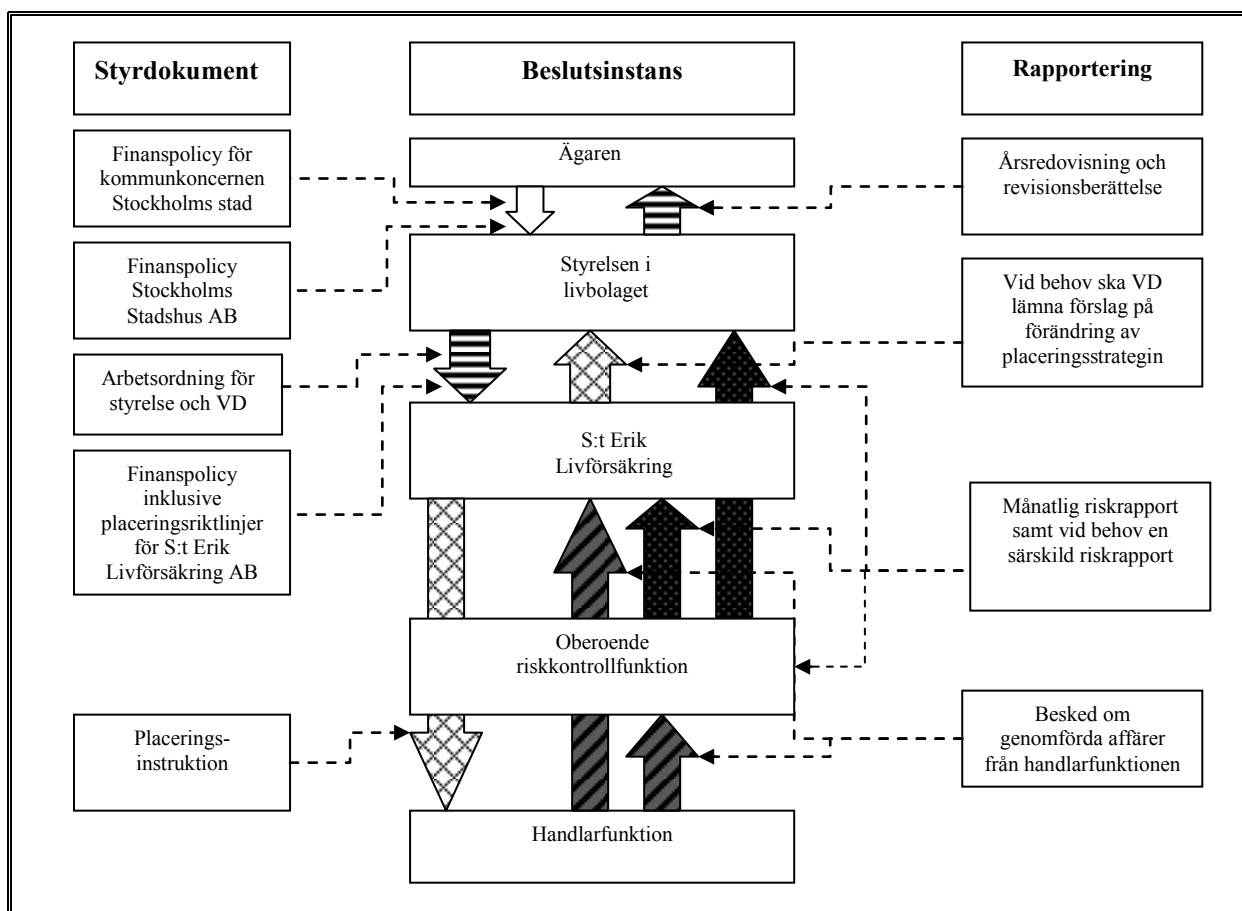 Styrdokument
Beslutsinstans
Rapportering
Finanspolicy för
kommunkoncernen
Stockholms stad
Finanspolicy
Stockholms
Stadshus AB
Arbetsordning för
styrelse och VD
Finanspolicy
inklusive
placeringsriktlinjer
för S:t Erik
Livförsäkring AB
Placerings-
instruktion
Ägaren
Styrelsen i
livbolaget
S:t Erik
Livförsäkring
Oberoende
riskkontrollfunktion
Handlarfunktion
Årsredovisning och
revisionsberättelse
Vid behov ska VD
lämna förslag på
förändring av
placeringsstrategin
Månatlig riskrapport
samt vid behov en
särskild riskrapport
Besked om
genomförda affärer
från handlarfunktionen